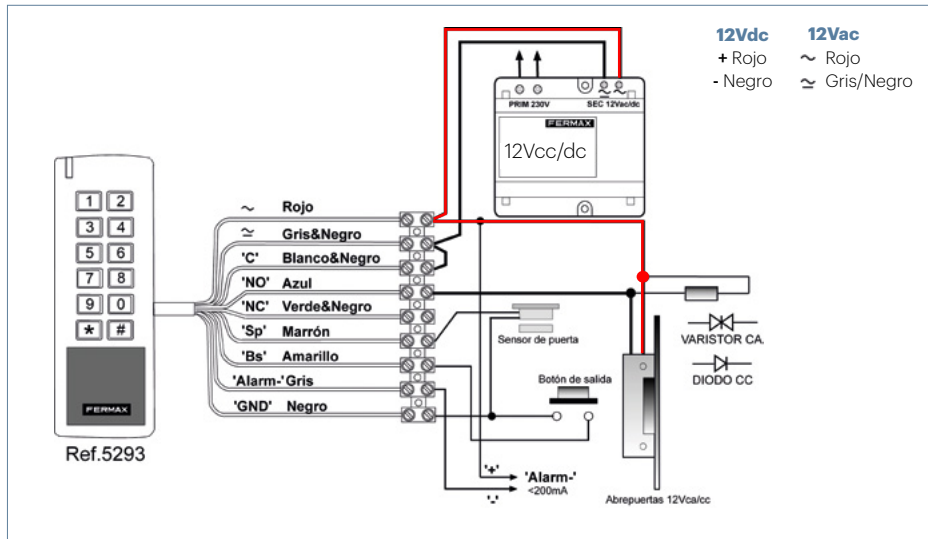 12Vdc 12Vac
+ Rojo ~ Rojo
- Negro ≃ Gris/Negro
PRIM 230V SEC 12Vac/dc
≃ ~
FERMAX
12Vcc/dc
1 2
3 4
5 6
7 8
9 0
* #
FERMAX
Ref.5293
~ Rojo
≃ Gris&Negro
'C' Blanco&Negro
'NO' Azul
'NC' Verde&Negro
'Sp' Marrón
'Bs' Amarillo
'Alarm-' Gris
'GND' Negro
Sensor de puerta
Botón de salida
'+' 'Alarm-'
<200mA
'-'
VARISTOR CA.
DIODO CC
Abrepuertas 12Vca/cc